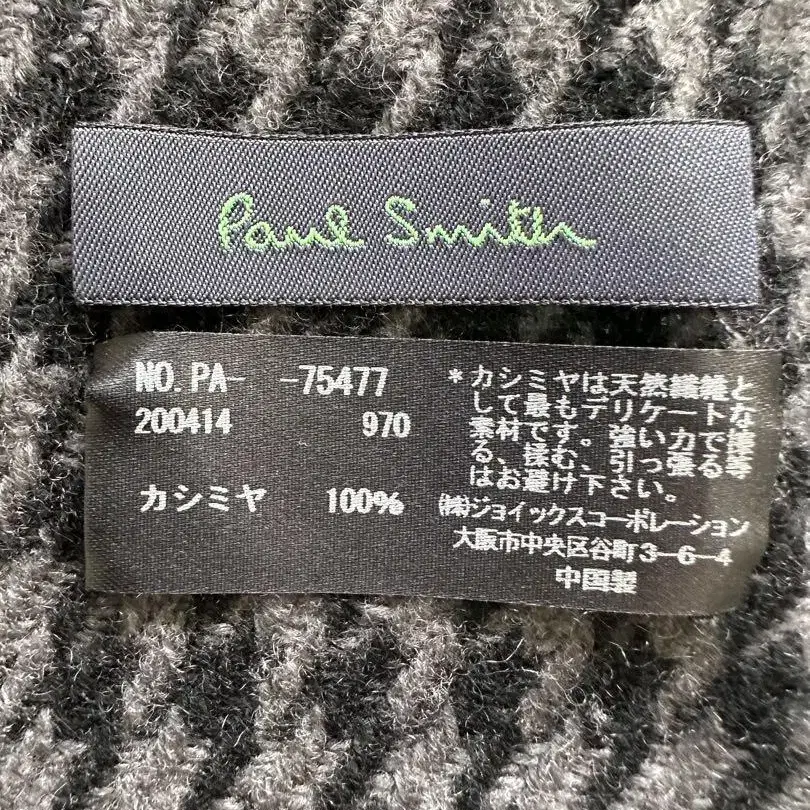 Paul Smith
NO.PA- -75477
200414 970
カシミヤ 100%
*カシミヤは天然繊維と
して最もデリケートな
素材です。強い力で擦
る、揉む、引っ張る等
はお避け下さい。
㈱ジョイックスコーポレーション
大阪市中央区谷町3-6-4
中国製